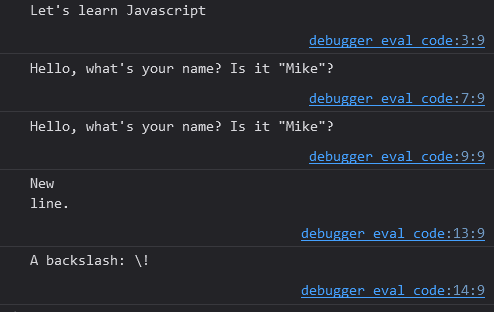 Let's learn Javascript
debugger eval code:3:9
Hello, what's your name? Is it "Mike"?
debugger eval code:7:9
Hello, what's your name? Is it "Mike"?
debugger eval code:9:9
New
line.
debugger eval code:13:9
A backslash: \!
debugger eval code:14:9